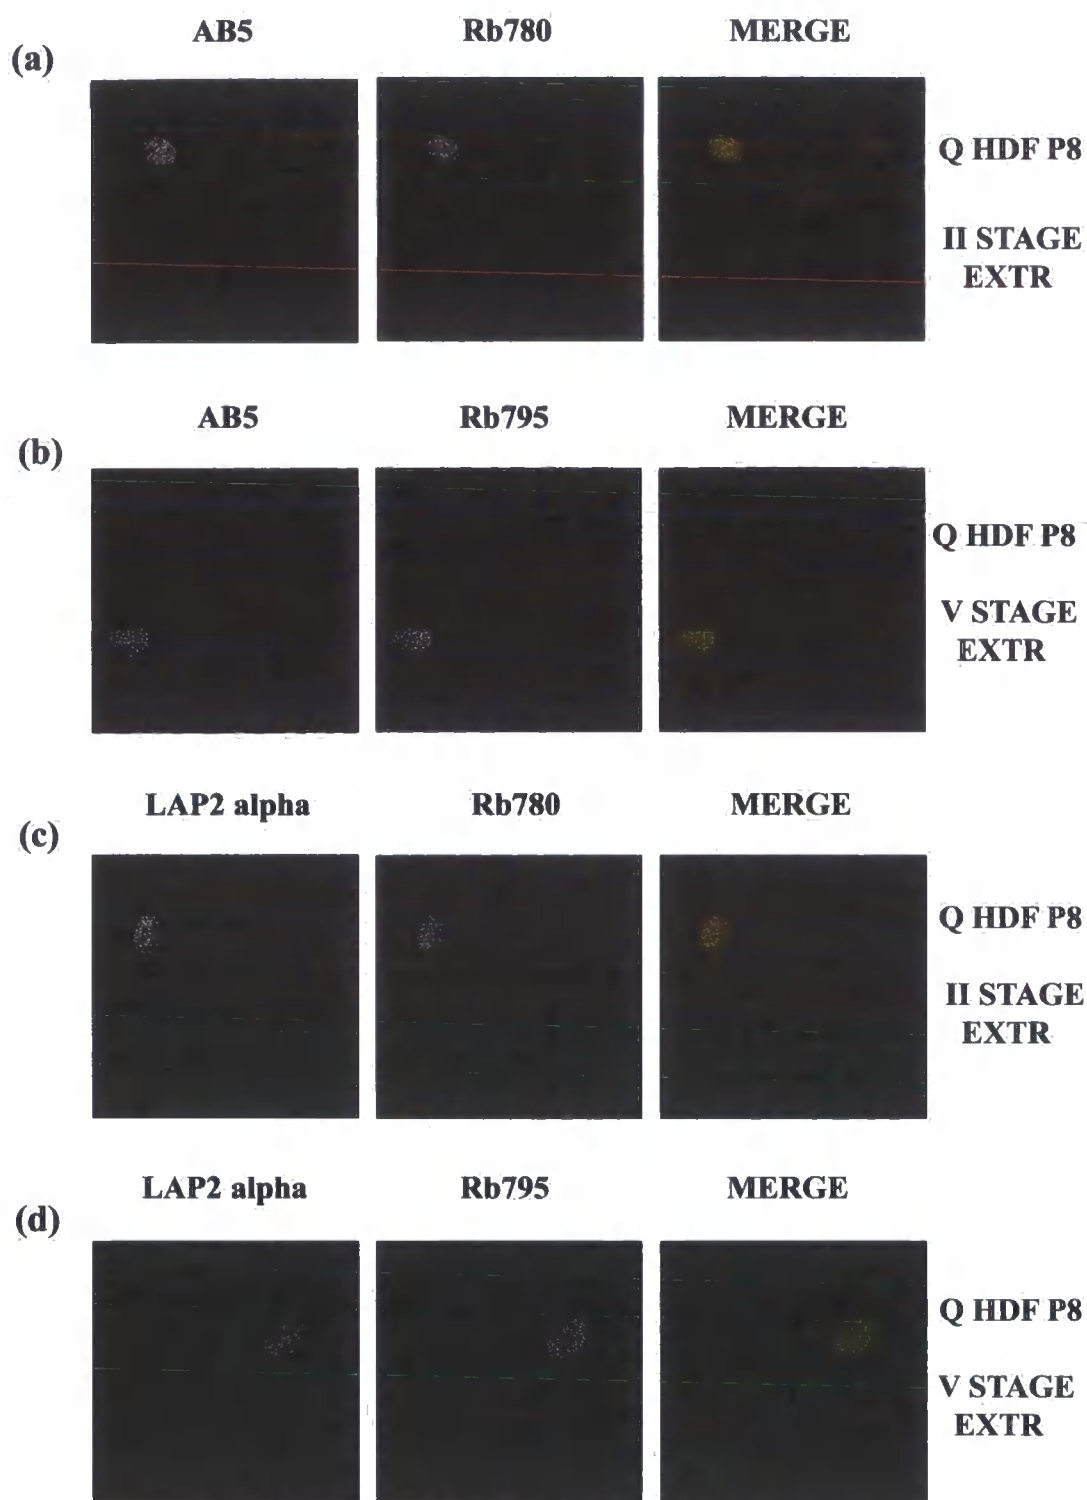 AB5 Rb780 MERGE
(a)
Q HDF P8
II STAGE
EXTR
AB5 Rb795 MERGE
(b)
Q HDF P8
V STAGE
EXTR
LAP2 alpha Rb780 MERGE
(c)
Q HDF P8
II STAGE
EXTR
LAP2 alpha Rb795 MERGE
(d)
Q HDF P8
V STAGE
EXTR